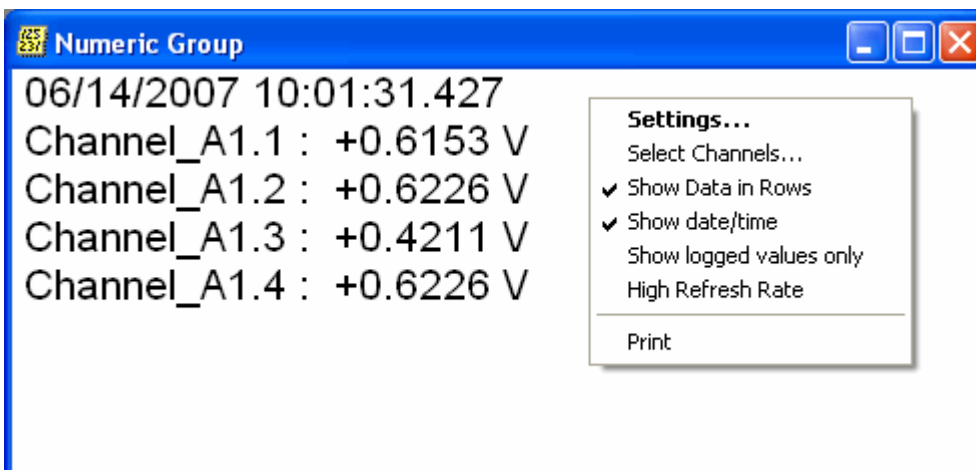 Numeric Group
06/14/2007 10:01:31.427
Channel_A1.1 : +0.6153 V
Channel_A1.2 : +0.6226 V
Channel_A1.3 : +0.4211 V
Channel_A1.4 : +0.6226 V
Settings...
Select Channels...
Show Data in Rows
Show date/time
Show logged values only
High Refresh Rate
Print